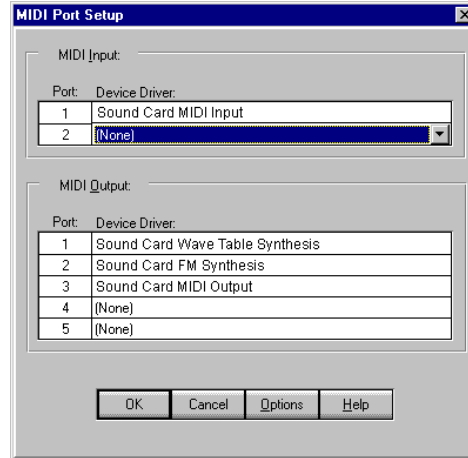 MIDI Port Setup
MIDI Input:
Port: Device Driver:
1 Sound Card MIDI Input
2 (None)
MIDI Output:
Port: Device Driver:
1 Sound Card Wave Table Synthesis
2 Sound Card FM Synthesis
3 Sound Card MIDI Output
4 (None)
5 (None)
OK Cancel Options Help